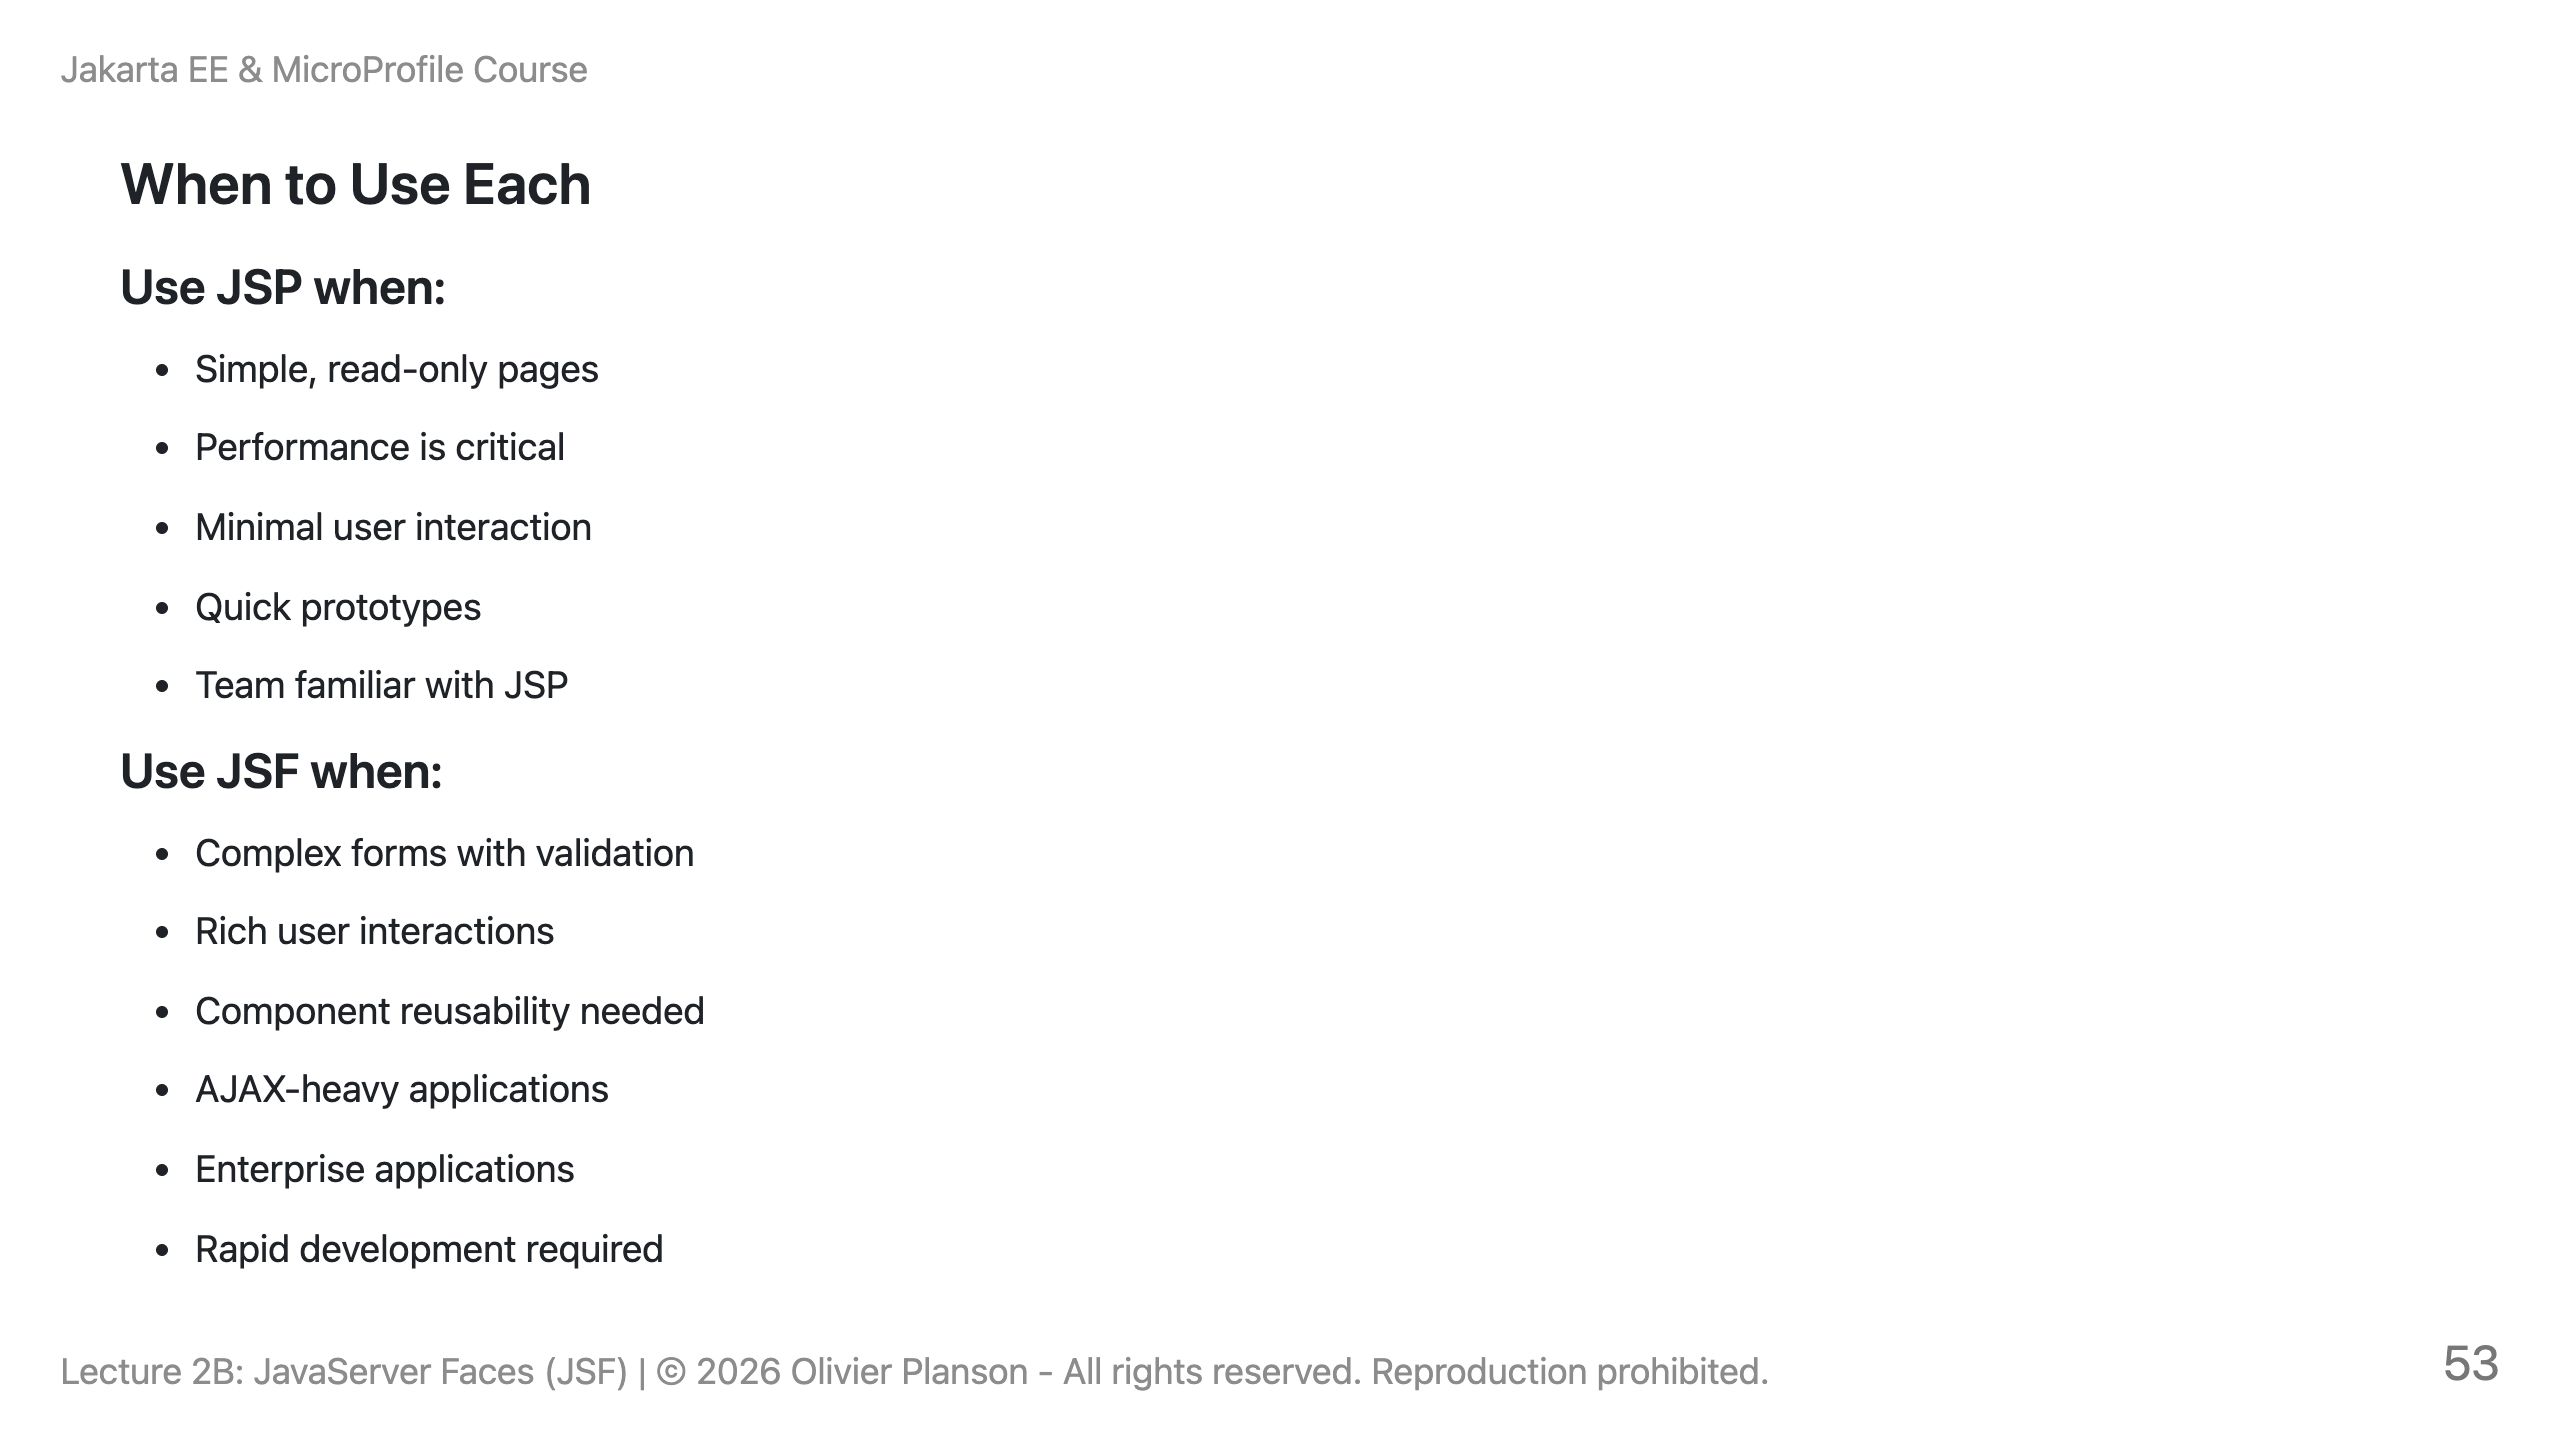 Jakarta EE & MicroProfile Course
When to Use Each
Use JSP when:
• Simple, read-only pages
• Performance is critical
• Minimal user interaction
• Quick prototypes
• Team familiar with JSP
Use JSF when:
• Complex forms with validation
• Rich user interactions
• Component reusability needed
• AJAX-heavy applications
• Enterprise applications
• Rapid development required
Lecture 2B: JavaServer Faces (JSF) | © 2026 Olivier Planson - All rights reserved. Reproduction prohibited.
53